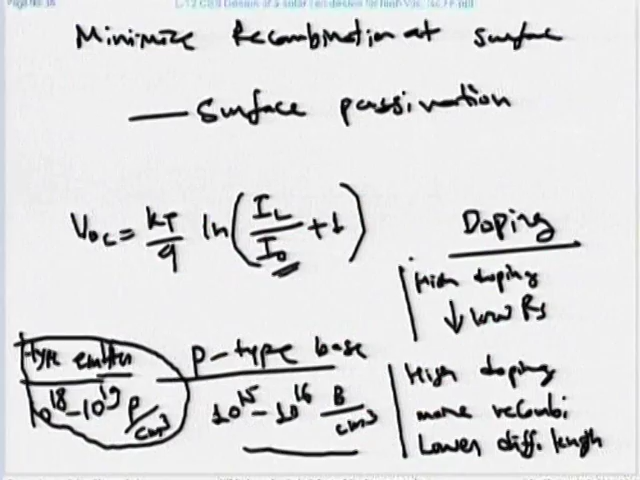 Minimize Recombination at surface
— Surface passivation
Voc = kT/q ln(IL/I0 + 1)
Doping
High doping
↓ low Rs
type emitter
10^18 - 10^19 P/cm3
P-type base
10^15 - 10^16 B/cm3
High doping
more recombi
Lower diff. length